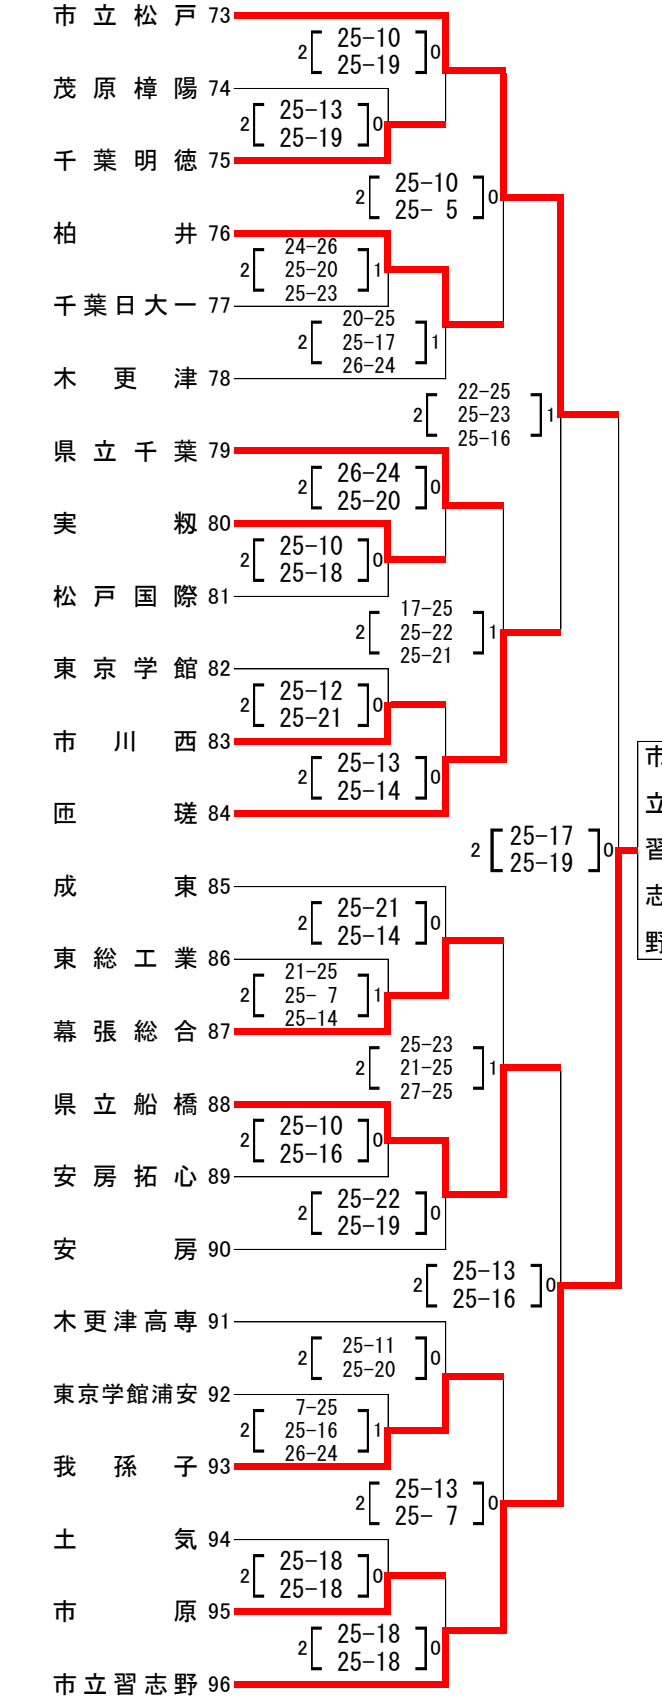 市立松戸 73
2 25-10 0
25-19
茂原樟陽 74
2 25-13 0
25-19
千葉明徳 75
2 25-10 0
25- 5
柏井 76
24-26
2 25-20 1
25-23
千葉日大一 77
20-25
2 25-17 1
26-24
木更津 78
22-25
2 25-23 1
25-16
県立千葉 79
2 26-24 0
25-20
実籾 80
2 25-10 0
25-18
松戸国際 81
17-25
2 25-22 1
25-21
東京学館 82
2 25-12 0
25-21
市川西 83
2 25-13 0
25-14
匝瑳 84
2 25-17 0
25-19
市立習志野
成東 85
2 25-21 0
25-14
東総工業 86
21-25
2 25- 7 1
25-14
幕張総合 87
25-23
2 21-25 1
27-25
県立船橋 88
2 25-10 0
25-16
安房拓心 89
2 25-22 0
25-19
安房 90
2 25-13 0
25-16
木更津高専 91
2 25-11 0
25-20
東京学館浦安 92
7-25
2 25-16 1
26-24
我孫子 93
2 25-13 0
25- 7
土気 94
2 25-18 0
25-18
市原 95
2 25-18 0
25-18
市立習志野 96